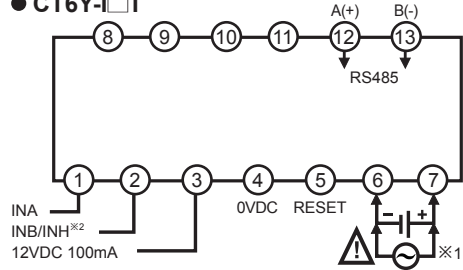 ● CT6Y-I□T
A(+) B(-)
8 9 10 11 12 13
RS485
1 2 3 4 5 6 7
INA
INB/INH※2
12VDC 100mA
0VDC RESET
- +
※1